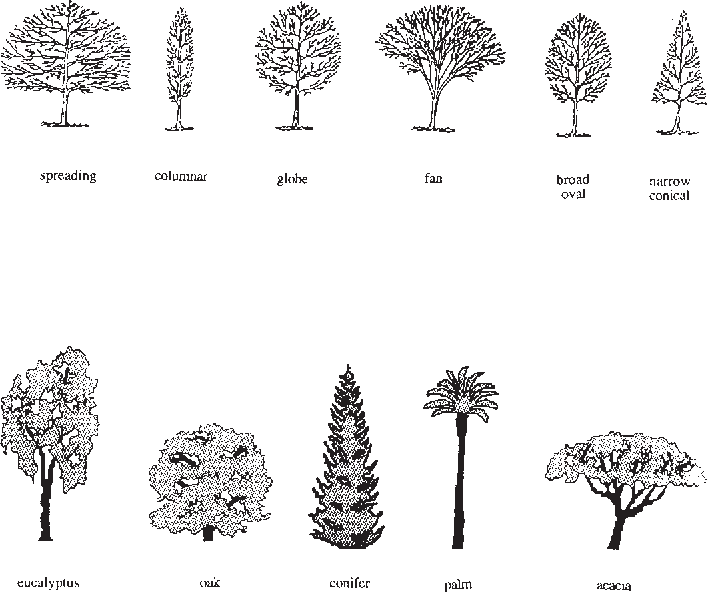 spreading
columnar
globe
fan
broad
oval
narrow
conical
eucalyptus
oak
conifer
palm
acacia